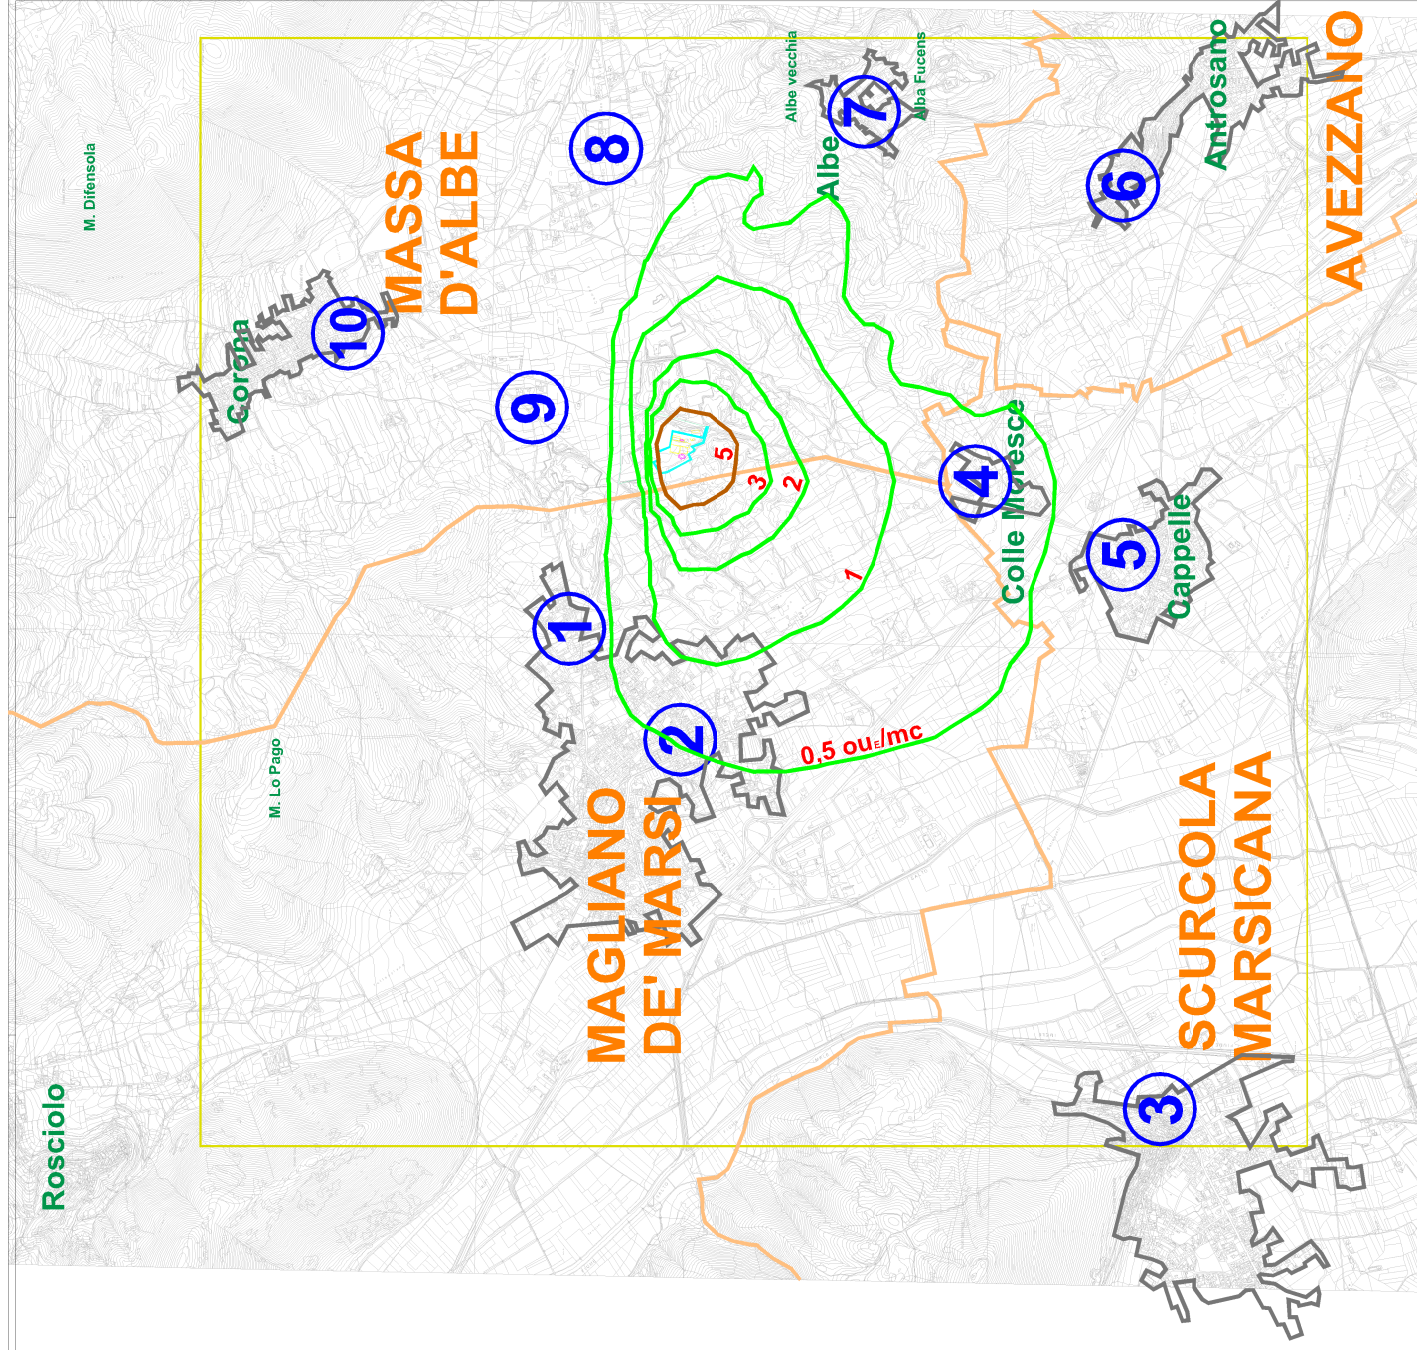 Rosciolo
M. Lo Pago
M. Difensola
Corona
10
MASSA
D'ALBE
9
8
1
2
MAGLIANO
DE' MARSI
5
3
2
1
0,5 ouE/mc
Albe vecchia
Albe
7
Alba Fucens
4
Colle Moresce
5
Cappelle
6
Antrosano
AVEZZANO
SCURCOLA
MARSICANA
3